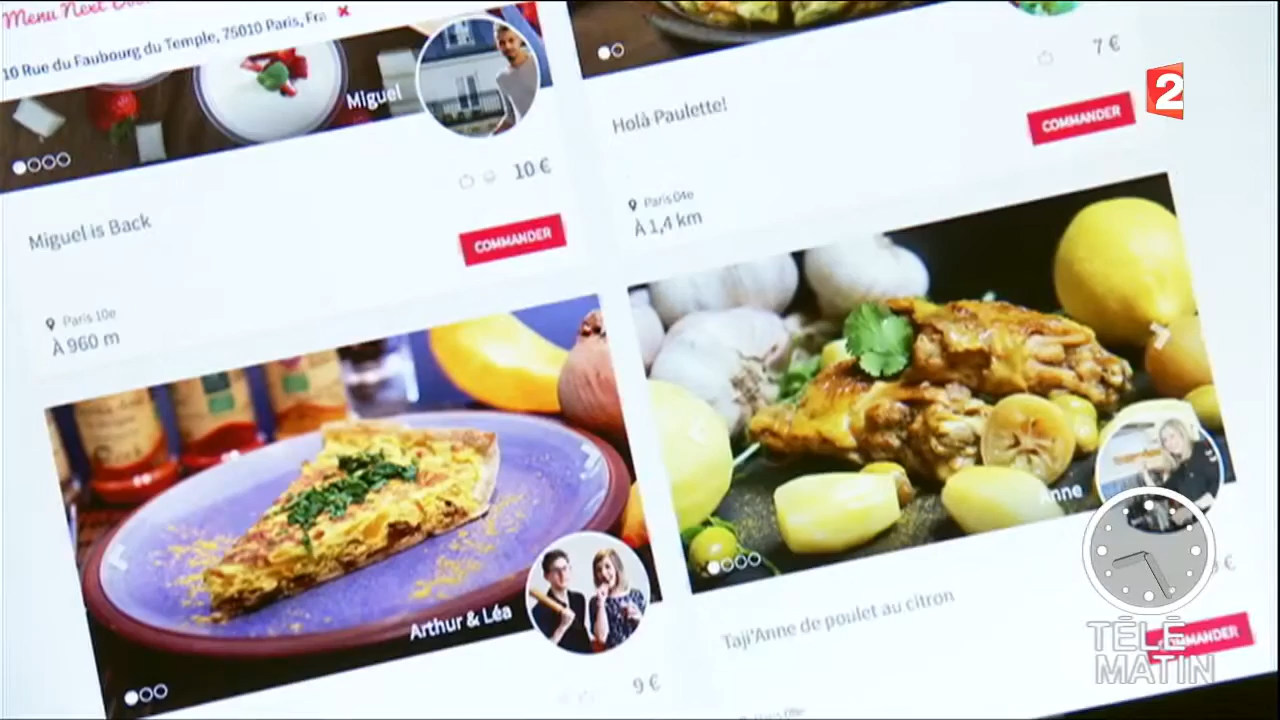 Menu Next
10 Rue du Faubourg du Temple, 75010 Paris, Fra
Miguel
10 €
Miguel is Back
COMMANDER
Paris 10e
À 960 m
Arthur & Léa
9 €
7 €
2
Holà Paulette!
COMMANDER
Paris 04e
À 1,4 km
Anne
€
Taji'Anne de poulet au citron
COMMANDER
TÉLÉ
MATIN